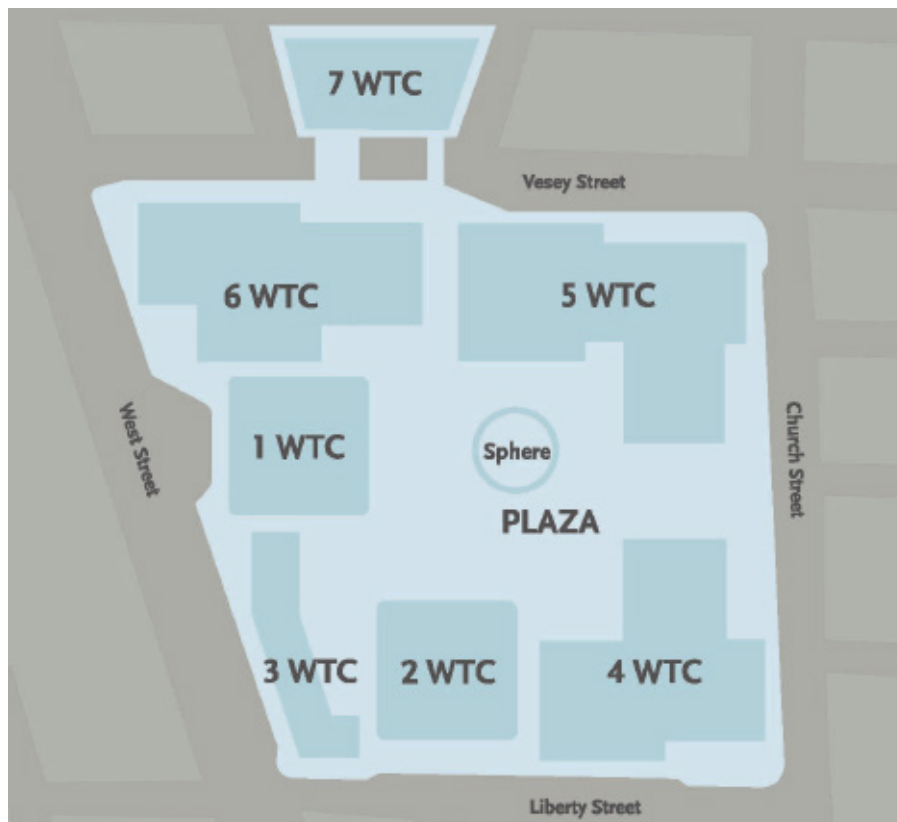 7 WTC
Vesey Street
6 WTC
5 WTC
West Street
1 WTC
Sphere
Church Street
PLAZA
3 WTC
2 WTC
4 WTC
Liberty Street